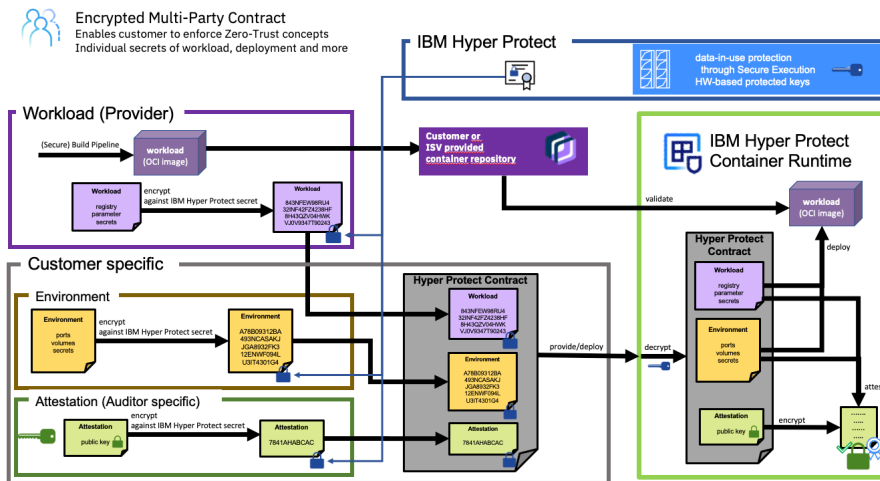 Encrypted Multi-Party Contract
Enables customer to enforce Zero-Trust concepts
Individual secrets of workload, deployment and more
IBM Hyper Protect
data-in-use protection
through Secure Execution
HW-based protected keys
Workload (Provider)
(Secure) Build Pipeline
workload
(OCI image)
Customer or
ISV provided
container repository
IBM Hyper Protect
Container Runtime
Workload
registry
parameter
secrets
encrypt
against IBM Hyper Protect secret
Workload
843NFEW98RU4
32INF42FZ4238HF
8H43QZV04HWK
VJ0V9347T90243
validate
workload
(OCI image)
deploy
Customer specific
Hyper Protect Contract
Workload
843NFEW98RU4
32INF42FZ4238HF
8H43QZV04HWK
VJ0V9347T90243
Hyper Protect
Contract
Workload
registry
parameter
secrets
Environment
Environment
ports
volumes
secrets
encrypt
against IBM Hyper Protect secret
Environment
A78B09312BA
493NCASAKJ
JGA8932FK3
12ENWF094L
U3IT4301G4
Environment
A78B09312BA
493NCASAKJ
JGA8932FK3
12ENWF094L
U3IT4301G4
provide/deploy
decrypt
Environment
ports
volumes
secrets
attes
Attestation (Auditor specific)
Attestation
public key
encrypt
against IBM Hyper Protect secret
Attestation
7841AHABCAC
Attestation
7841AHABCAC
Attestation
public key
encrypt